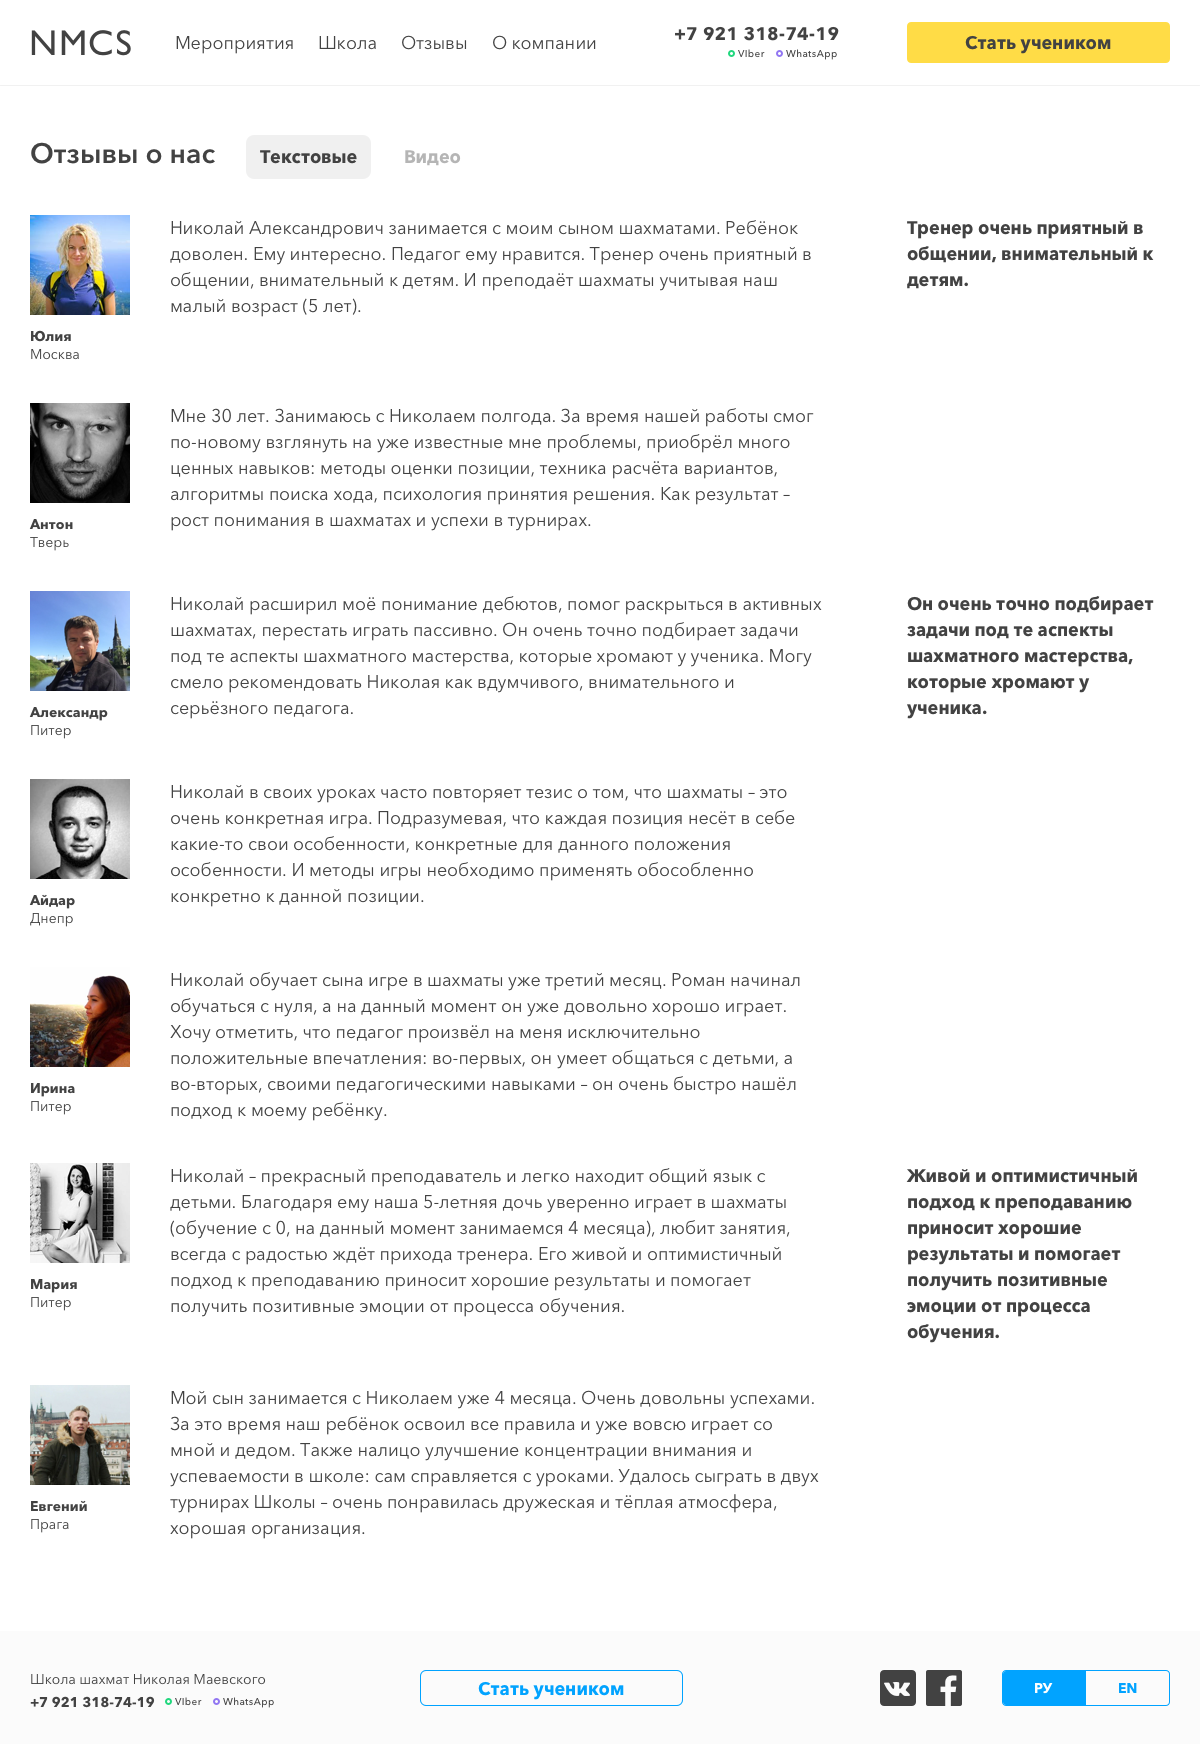 NMCS
Мероприятия Школа Отзывы О компании
+7 921 318-74-19
VIber WhatsApp
Стать учеником
Отзывы о нас
Текстовые Видео
Николай Александрович занимается с моим сыном шахматами. Ребёнок
доволен. Ему интересно. Педагог ему нравится. Тренер очень приятный в
общении, внимательный к детям. И преподаёт шахматы учитывая наш
малый возраст (5 лет).
Тренер очень приятный в
общении, внимательный к
детям.
Юлия
Москва
Мне 30 лет. Занимаюсь с Николаем полгода. За время нашей работы смог
по-новому взглянуть на уже известные мне проблемы, приобрёл много
ценных навыков: методы оценки позиции, техника расчёта вариантов,
алгоритмы поиска хода, психология принятия решения. Как результат –
рост понимания в шахматах и успехи в турнирах.
Антон
Тверь
Николай расширил моё понимание дебютов, помог раскрыться в активных
шахматах, перестать играть пассивно. Он очень точно подбирает задачи
под те аспекты шахматного мастерства, которые хромают у ученика. Могу
смело рекомендовать Николая как вдумчивого, внимательного и
серьёзного педагога.
Он очень точно подбирает
задачи под те аспекты
шахматного мастерства,
которые хромают у
ученика.
Александр
Питер
Николай в своих уроках часто повторяет тезис о том, что шахматы – это
очень конкретная игра. Подразумевая, что каждая позиция несёт в себе
какие-то свои особенности, конкретные для данного положения
особенности. И методы игры необходимо применять обособленно
конкретно к данной позиции.
Айдар
Днепр
Николай обучает сына игре в шахматы уже третий месяц. Роман начинал
обучаться с нуля, а на данный момент он уже довольно хорошо играет.
Хочу отметить, что педагог произвёл на меня исключительно
положительные впечатления: во-первых, он умеет общаться с детьми, а
во-вторых, своими педагогическими навыками – он очень быстро нашёл
подход к моему ребёнку.
Ирина
Питер
Николай – прекрасный преподаватель и легко находит общий язык с
детьми. Благодаря ему наша 5-летняя дочь уверенно играет в шахматы
(обучение с 0, на данный момент занимаемся 4 месяца), любит занятия,
всегда с радостью ждёт прихода тренера. Его живой и оптимистичный
подход к преподаванию приносит хорошие результаты и помогает
получить позитивные эмоции от процесса обучения.
Живой и оптимистичный
подход к преподаванию
приносит хорошие
результаты и помогает
получить позитивные
эмоции от процесса
обучения.
Мария
Питер
Мой сын занимается с Николаем уже 4 месяца. Очень довольны успехами.
За это время наш ребёнок освоил все правила и уже вовсю играет со
мной и дедом. Также налицо улучшение концентрации внимания и
успеваемости в школе: сам справляется с уроками. Удалось сыграть в двух
турнирах Школы – очень понравилась дружеская и тёплая атмосфера,
хорошая организация.
Евгений
Прага
Школа шахмат Николая Маевского
+7 921 318-74-19 VIber WhatsApp
Стать учеником
РУ EN